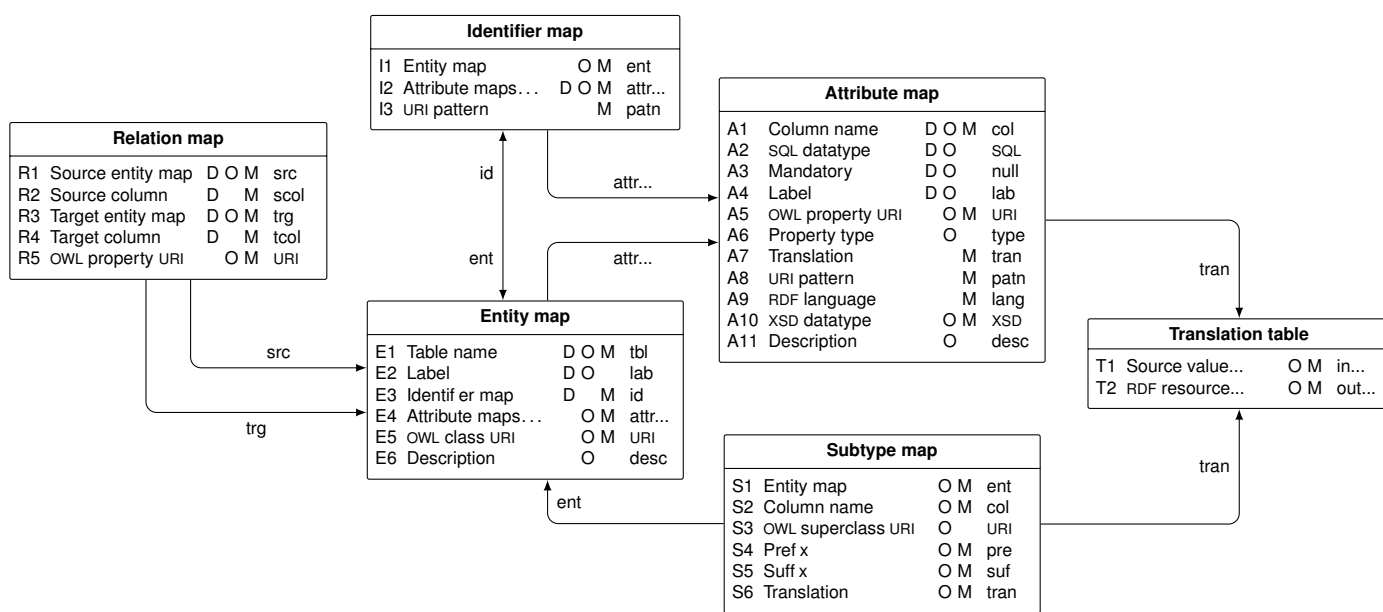 Identifier map
I1 Entity map O M ent
I2 Attribute maps... D O M attr...
I3 URI pattern M patn
Relation map
R1 Source entity map D O M src
R2 Source column D M scol
R3 Target entity map D O M trg
R4 Target column D M tcol
R5 OWL property URI O M URI
Attribute map
A1 Column name D O M col
A2 SQL datatype D O SQL
A3 Mandatory D O null
A4 Label D O lab
A5 OWL property URI O M URI
A6 Property type O type
A7 Translation M tran
A8 URI pattern M patn
A9 RDF language M lang
A10 XSD datatype O M XSD
A11 Description O desc
id
ent
attr...
attr...
src
trg
tran
Entity map
E1 Table name D O M tbl
E2 Label D O lab
E3 Identif er map D M id
E4 Attribute maps... O M attr...
E5 OWL class URI O M URI
E6 Description O desc
Translation table
T1 Source value... O M in...
T2 RDF resource... O M out...
ent
tran
Subtype map
S1 Entity map O M ent
S2 Column name O M col
S3 OWL superclass URI O URI
S4 Pref x O M pre
S5 Suff x O M suf
S6 Translation O M tran